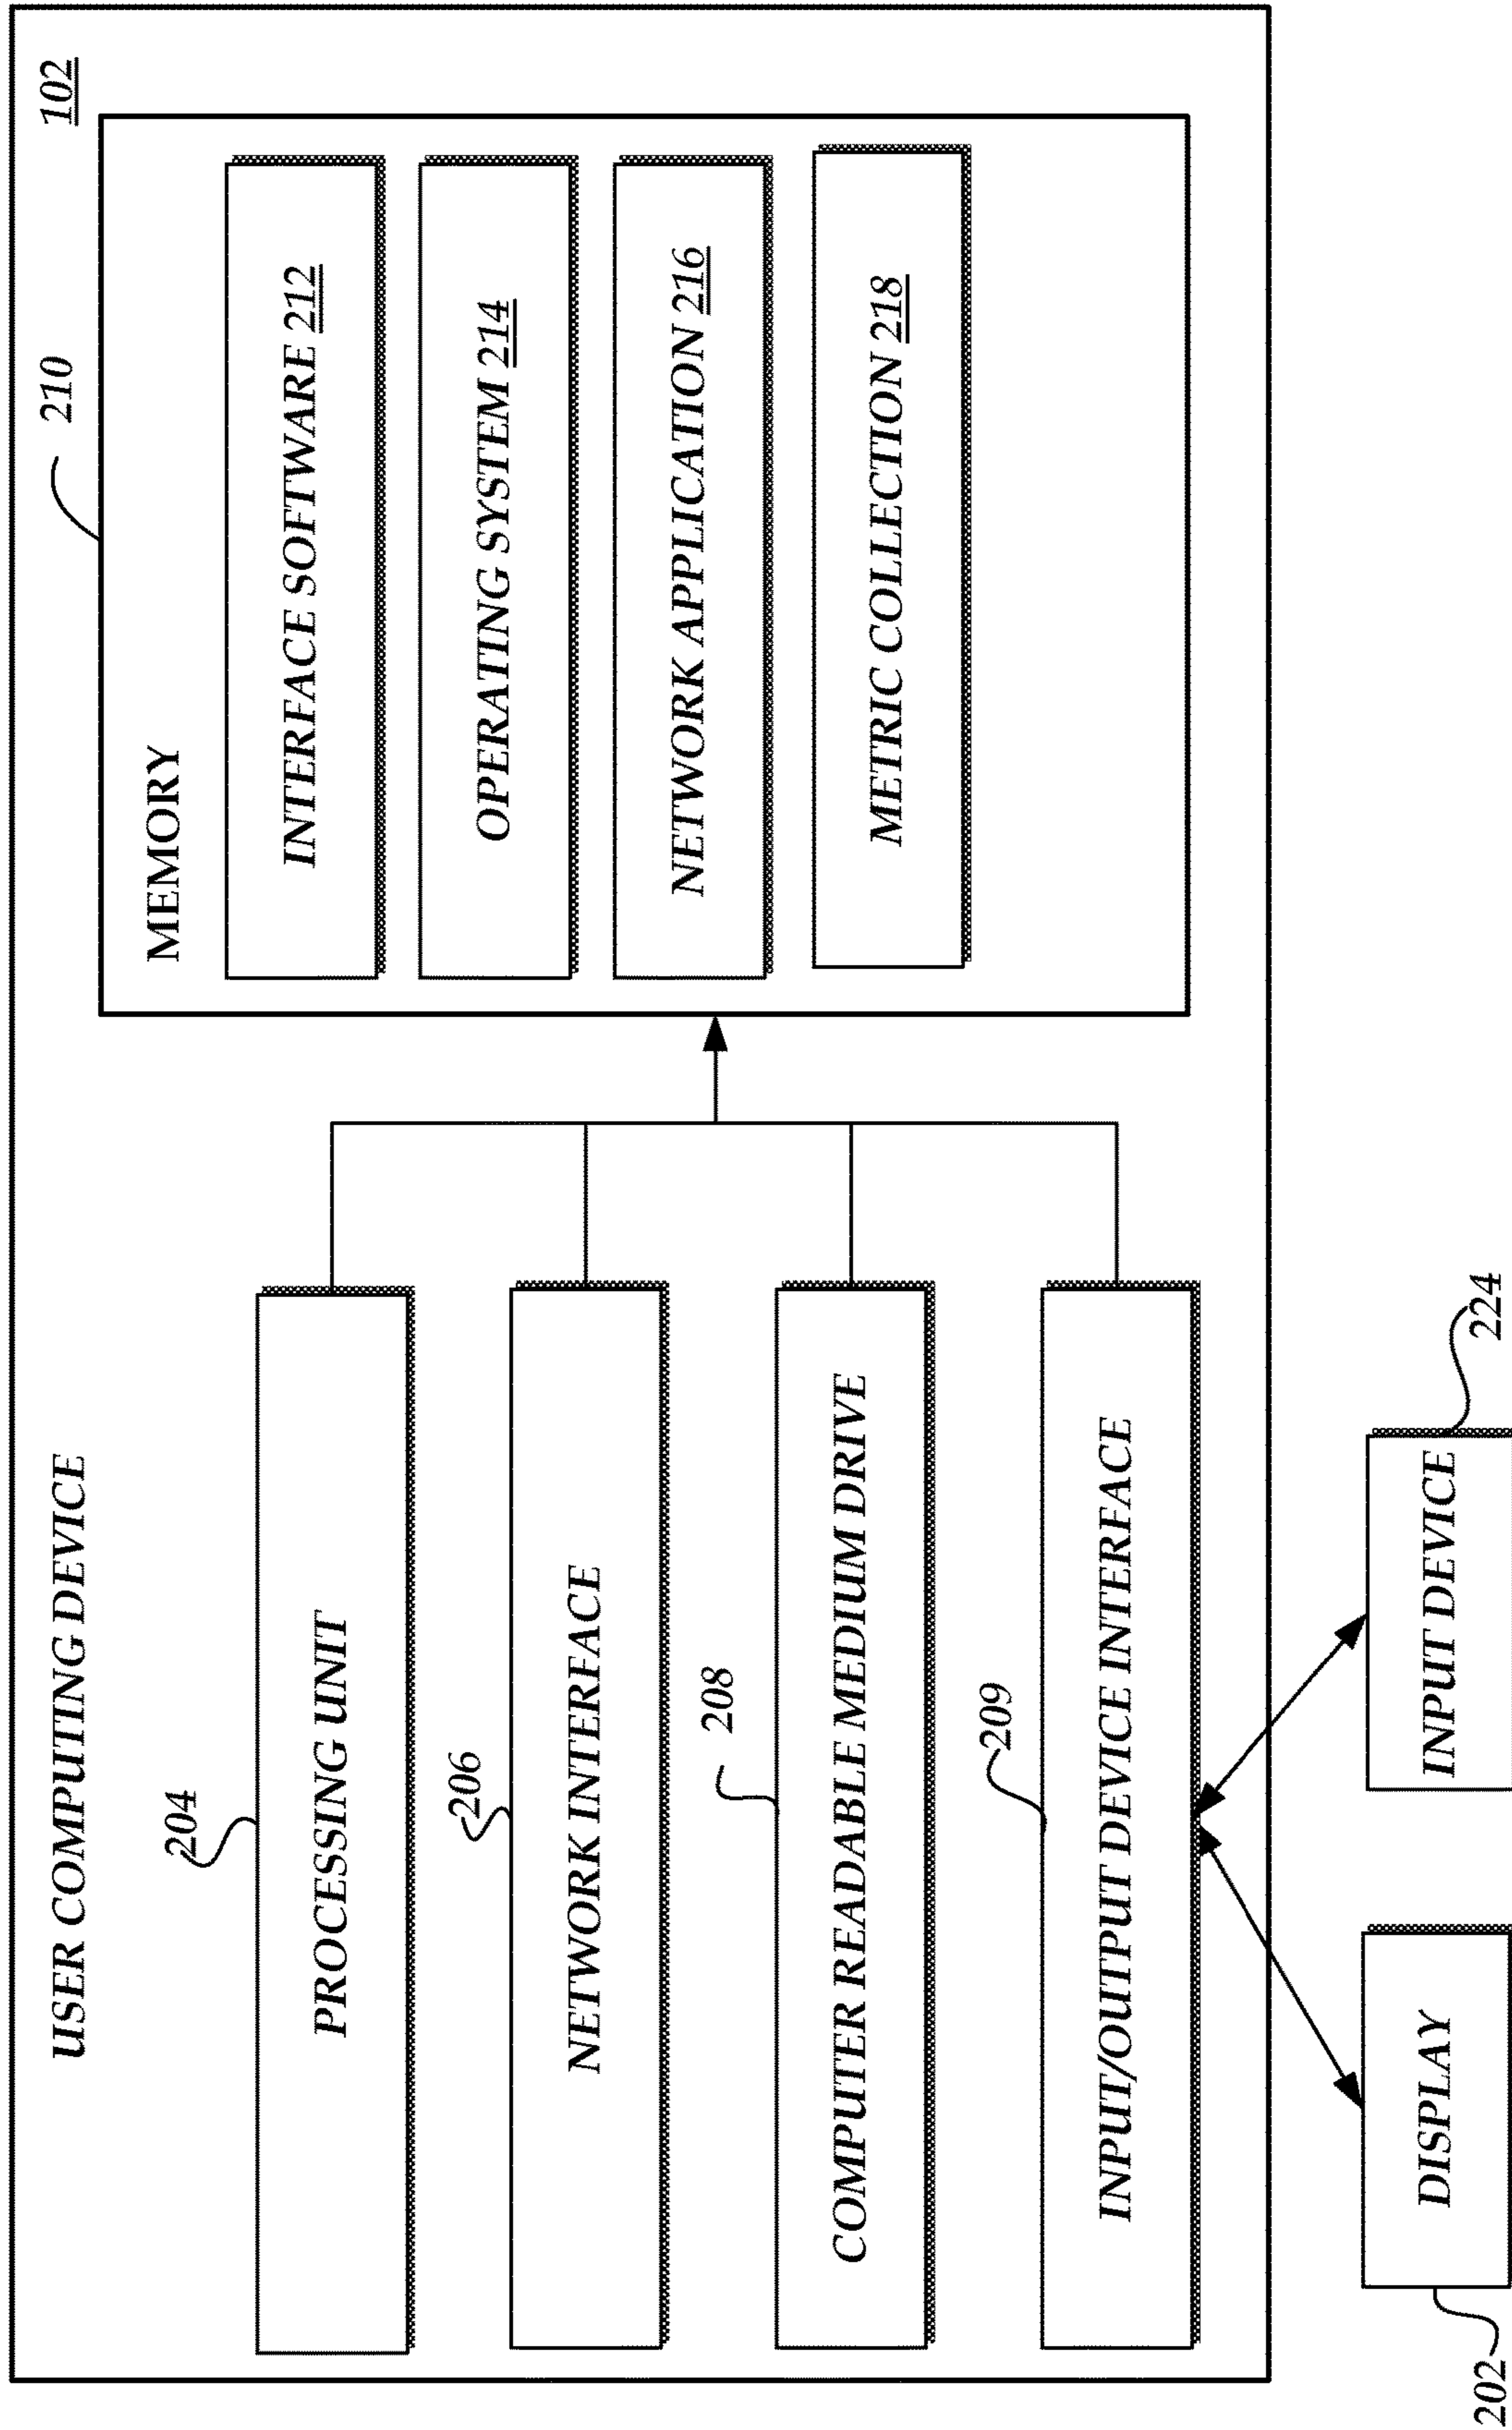 USER COMPUTING DEVICE
102
204
PROCESSING UNIT
206
NETWORK INTERFACE
208
COMPUTER READABLE MEDIUM DRIVE
209
INPUT/OUTPUT DEVICE INTERFACE
210
MEMORY
INTERFACE SOFTWARE 212
OPERATING SYSTEM 214
NETWORK APPLICATION 216
METRIC COLLECTION 218
202
DISPLAY
INPUT DEVICE
224